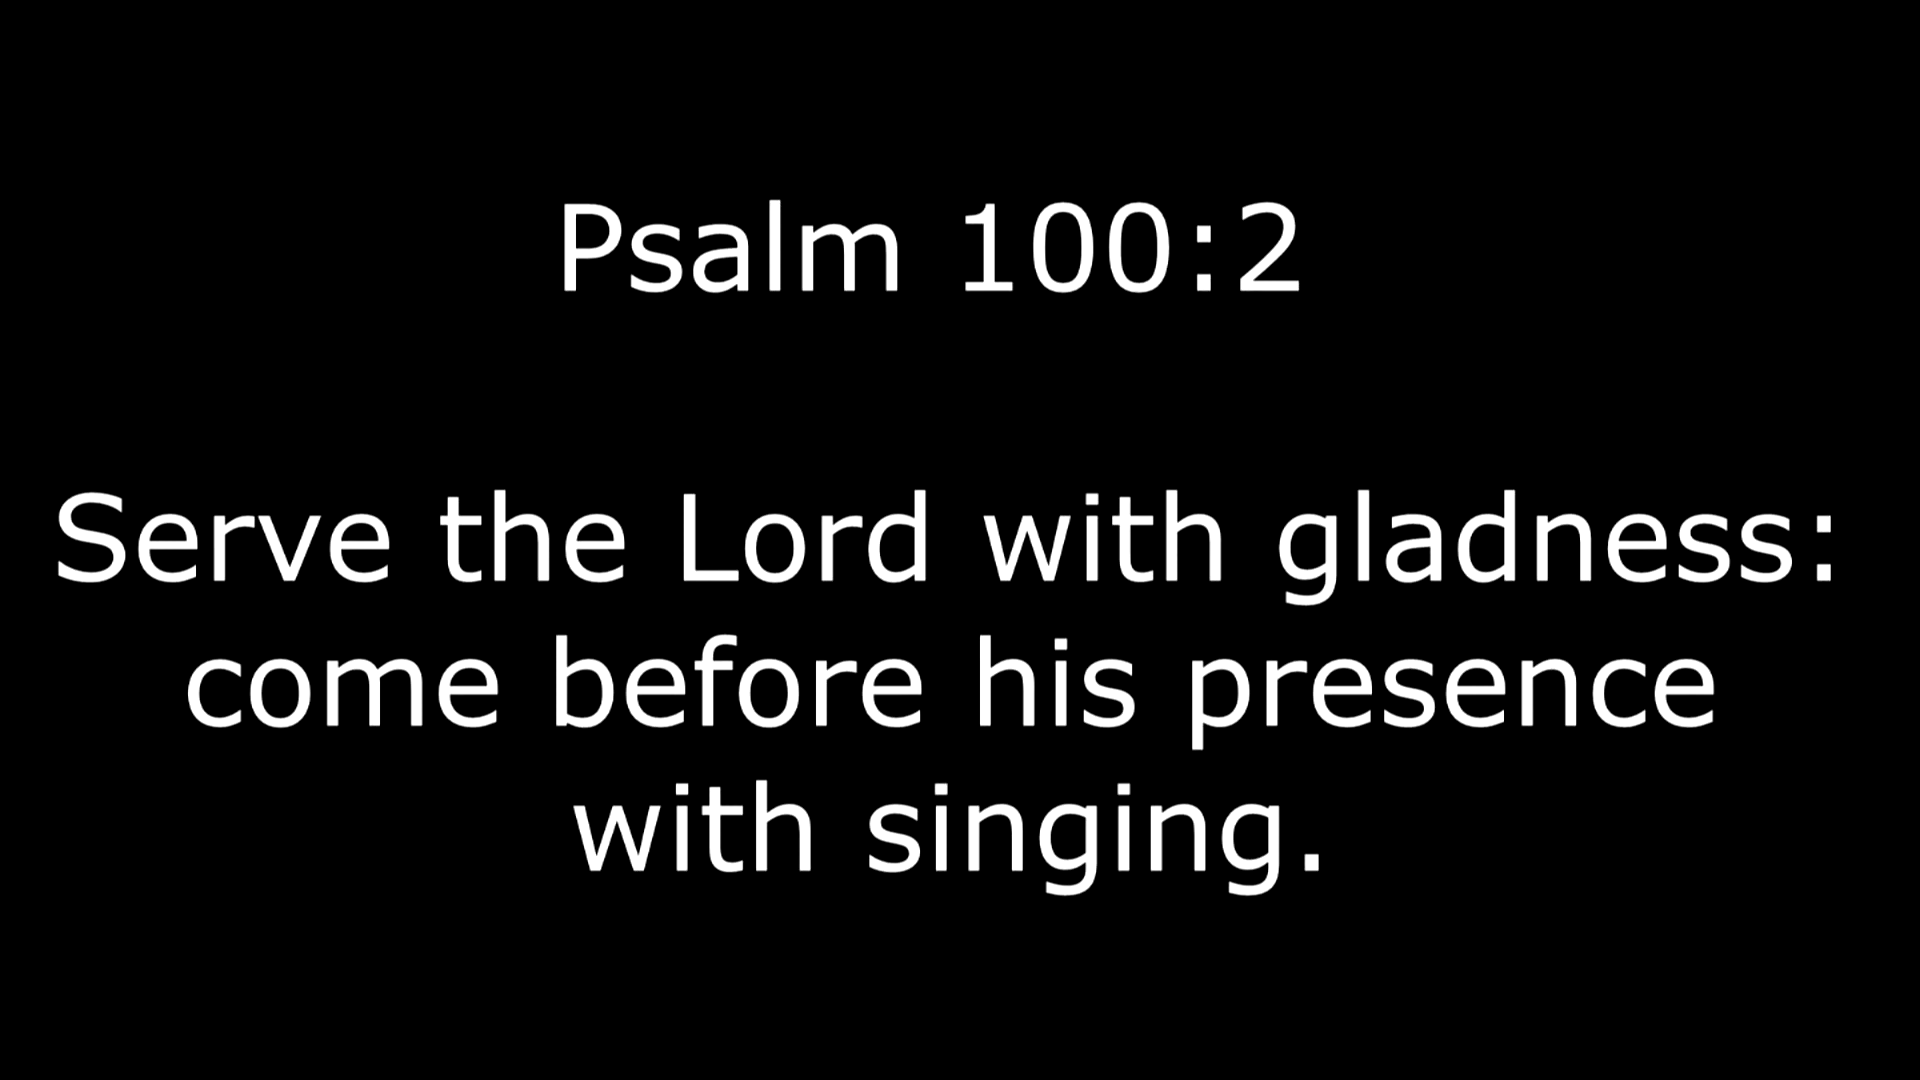 Psalm 100:2
Serve the Lord with gladness:
come before his presence
with singing.